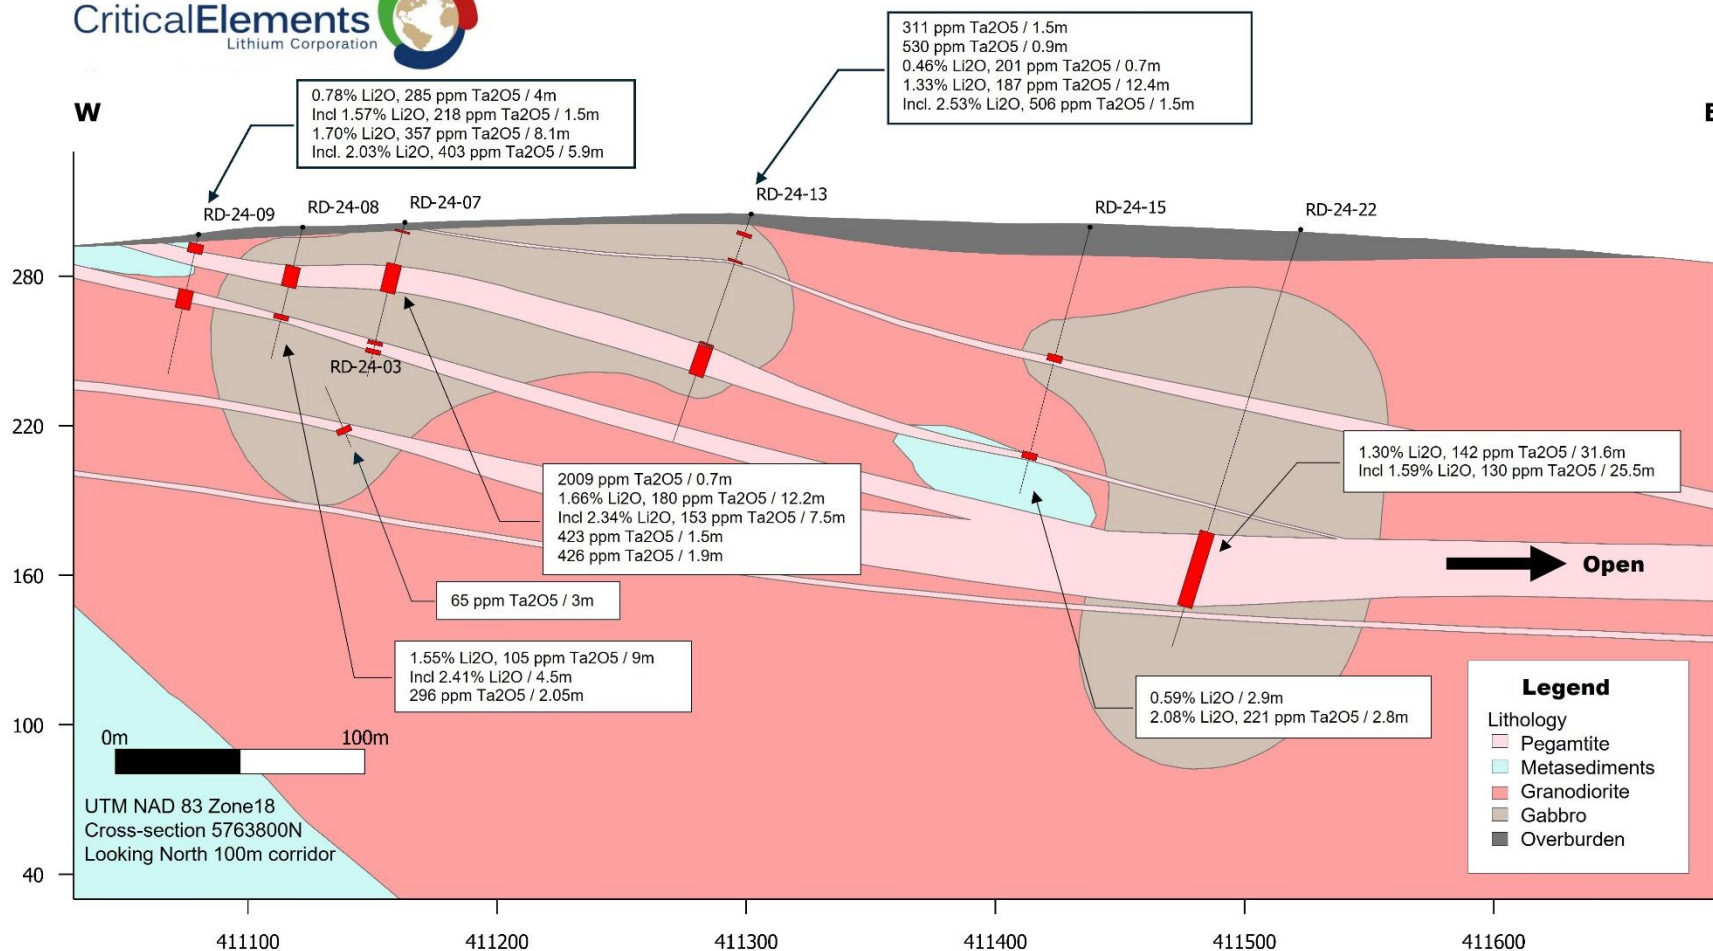 CriticalElements
Lithium Corporation
W
0.78% Li2O, 285 ppm Ta2O5 / 4m
Incl 1.57% Li2O, 218 ppm Ta2O5 / 1.5m
1.70% Li2O, 357 ppm Ta2O5 / 8.1m
Incl. 2.03% Li2O, 403 ppm Ta2O5 / 5.9m
311 ppm Ta2O5 / 1.5m
530 ppm Ta2O5 / 0.9m
0.46% Li2O, 201 ppm Ta2O5 / 0.7m
1.33% Li2O, 187 ppm Ta2O5 / 12.4m
Incl. 2.53% Li2O, 506 ppm Ta2O5 / 1.5m
E
RD-24-09
RD-24-08
RD-24-07
RD-24-13
RD-24-15
RD-24-22
RD-24-03
280
220
160
100
40
2009 ppm Ta2O5 / 0.7m
1.66% Li2O, 180 ppm Ta2O5 / 12.2m
Incl 2.34% Li2O, 153 ppm Ta2O5 / 7.5m
423 ppm Ta2O5 / 1.5m
426 ppm Ta2O5 / 1.9m
1.30% Li2O, 142 ppm Ta2O5 / 31.6m
Incl 1.59% Li2O, 130 ppm Ta2O5 / 25.5m
Open
65 ppm Ta2O5 / 3m
1.55% Li2O, 105 ppm Ta2O5 / 9m
Incl 2.41% Li2O / 4.5m
296 ppm Ta2O5 / 2.05m
0.59% Li2O / 2.9m
2.08% Li2O, 221 ppm Ta2O5 / 2.8m
Legend
Lithology
Pegamtite
Metasediments
Granodiorite
Gabbro
Overburden
0m 100m
UTM NAD 83 Zone18
Cross-section 5763800N
Looking North 100m corridor
411100 411200 411300 411400 411500 411600